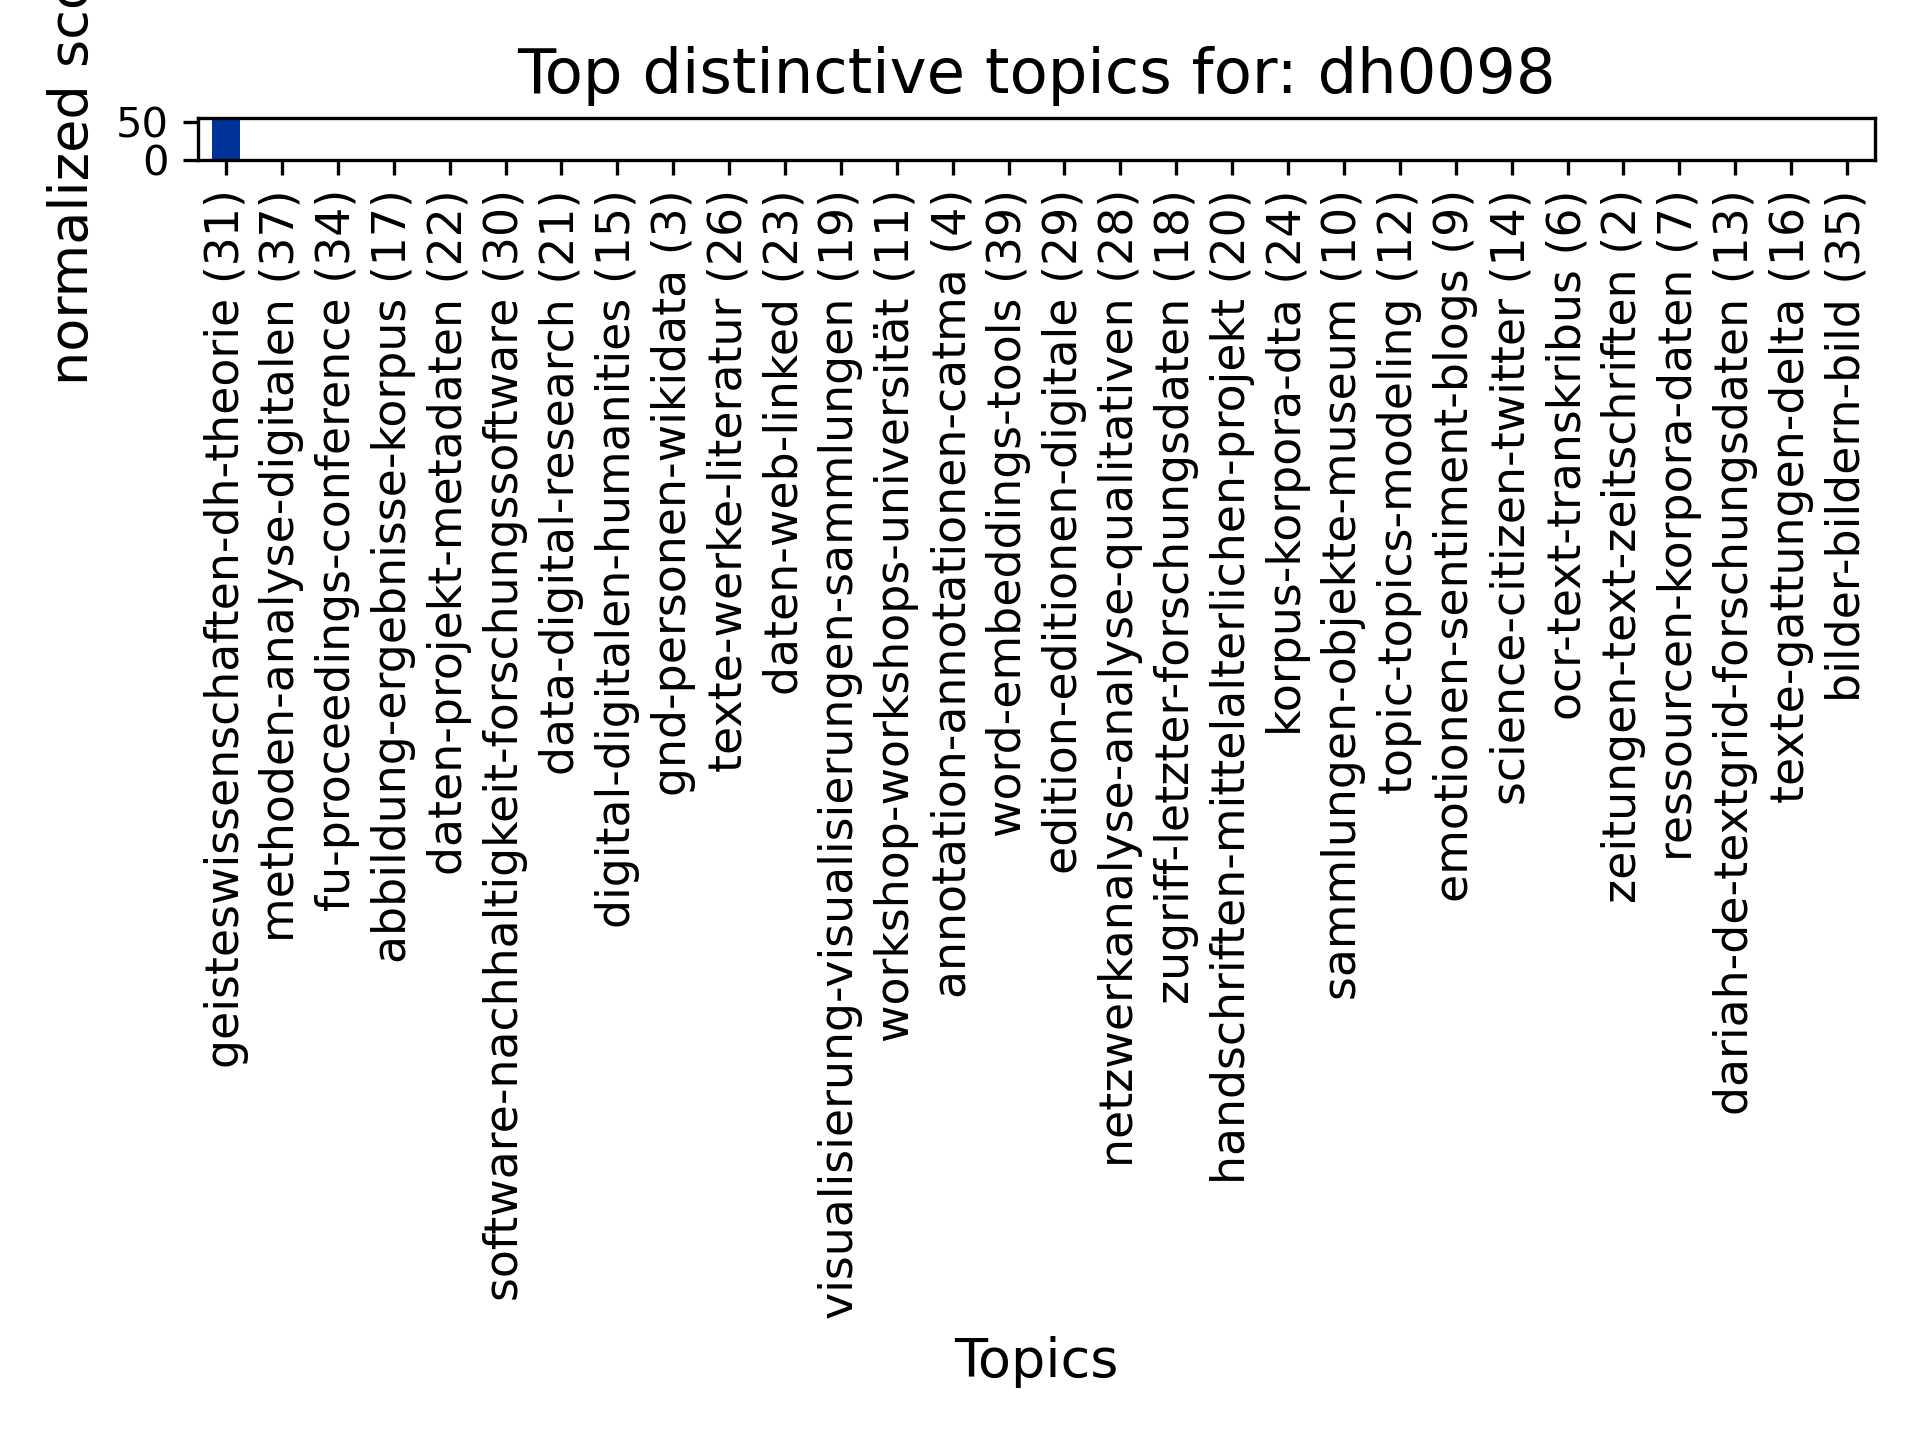 Top distinctive topics for: dh0098
normalized sco
50
0
geisteswissenschaften-dh-theorie (31)
methoden-analyse-digitalen (37)
fu-proceedings-conference (34)
abbildung-ergebnisse-korpus (17)
daten-projekt-metadaten (22)
software-nachhaltigkeit-forschungssoftware (30)
data-digital-research (21)
digital-digitalen-humanities (15)
gnd-personen-wikidata (3)
texte-werke-literatur (26)
daten-web-linked (23)
visualisierung-visualisierungen-sammlungen (19)
workshop-workshops-universität (11)
annotation-annotationen-catma (4)
word-embeddings-tools (39)
edition-editionen-digitale (29)
netzwerkanalyse-analyse-qualitativen (28)
zugriff-letzter-forschungsdaten (18)
handschriften-mittelalterlichen-projekt (20)
korpus-korpora-dta (24)
sammlungen-objekte-museum (10)
topic-topics-modeling (12)
emotionen-sentiment-blogs (9)
science-citizen-twitter (14)
ocr-text-transkribus (6)
zeitungen-text-zeitschriften (2)
ressourcen-korpora-daten (7)
dariah-de-textgrid-forschungsdaten (13)
texte-gattungen-delta (16)
bilder-bildern-bild (35)
Topics